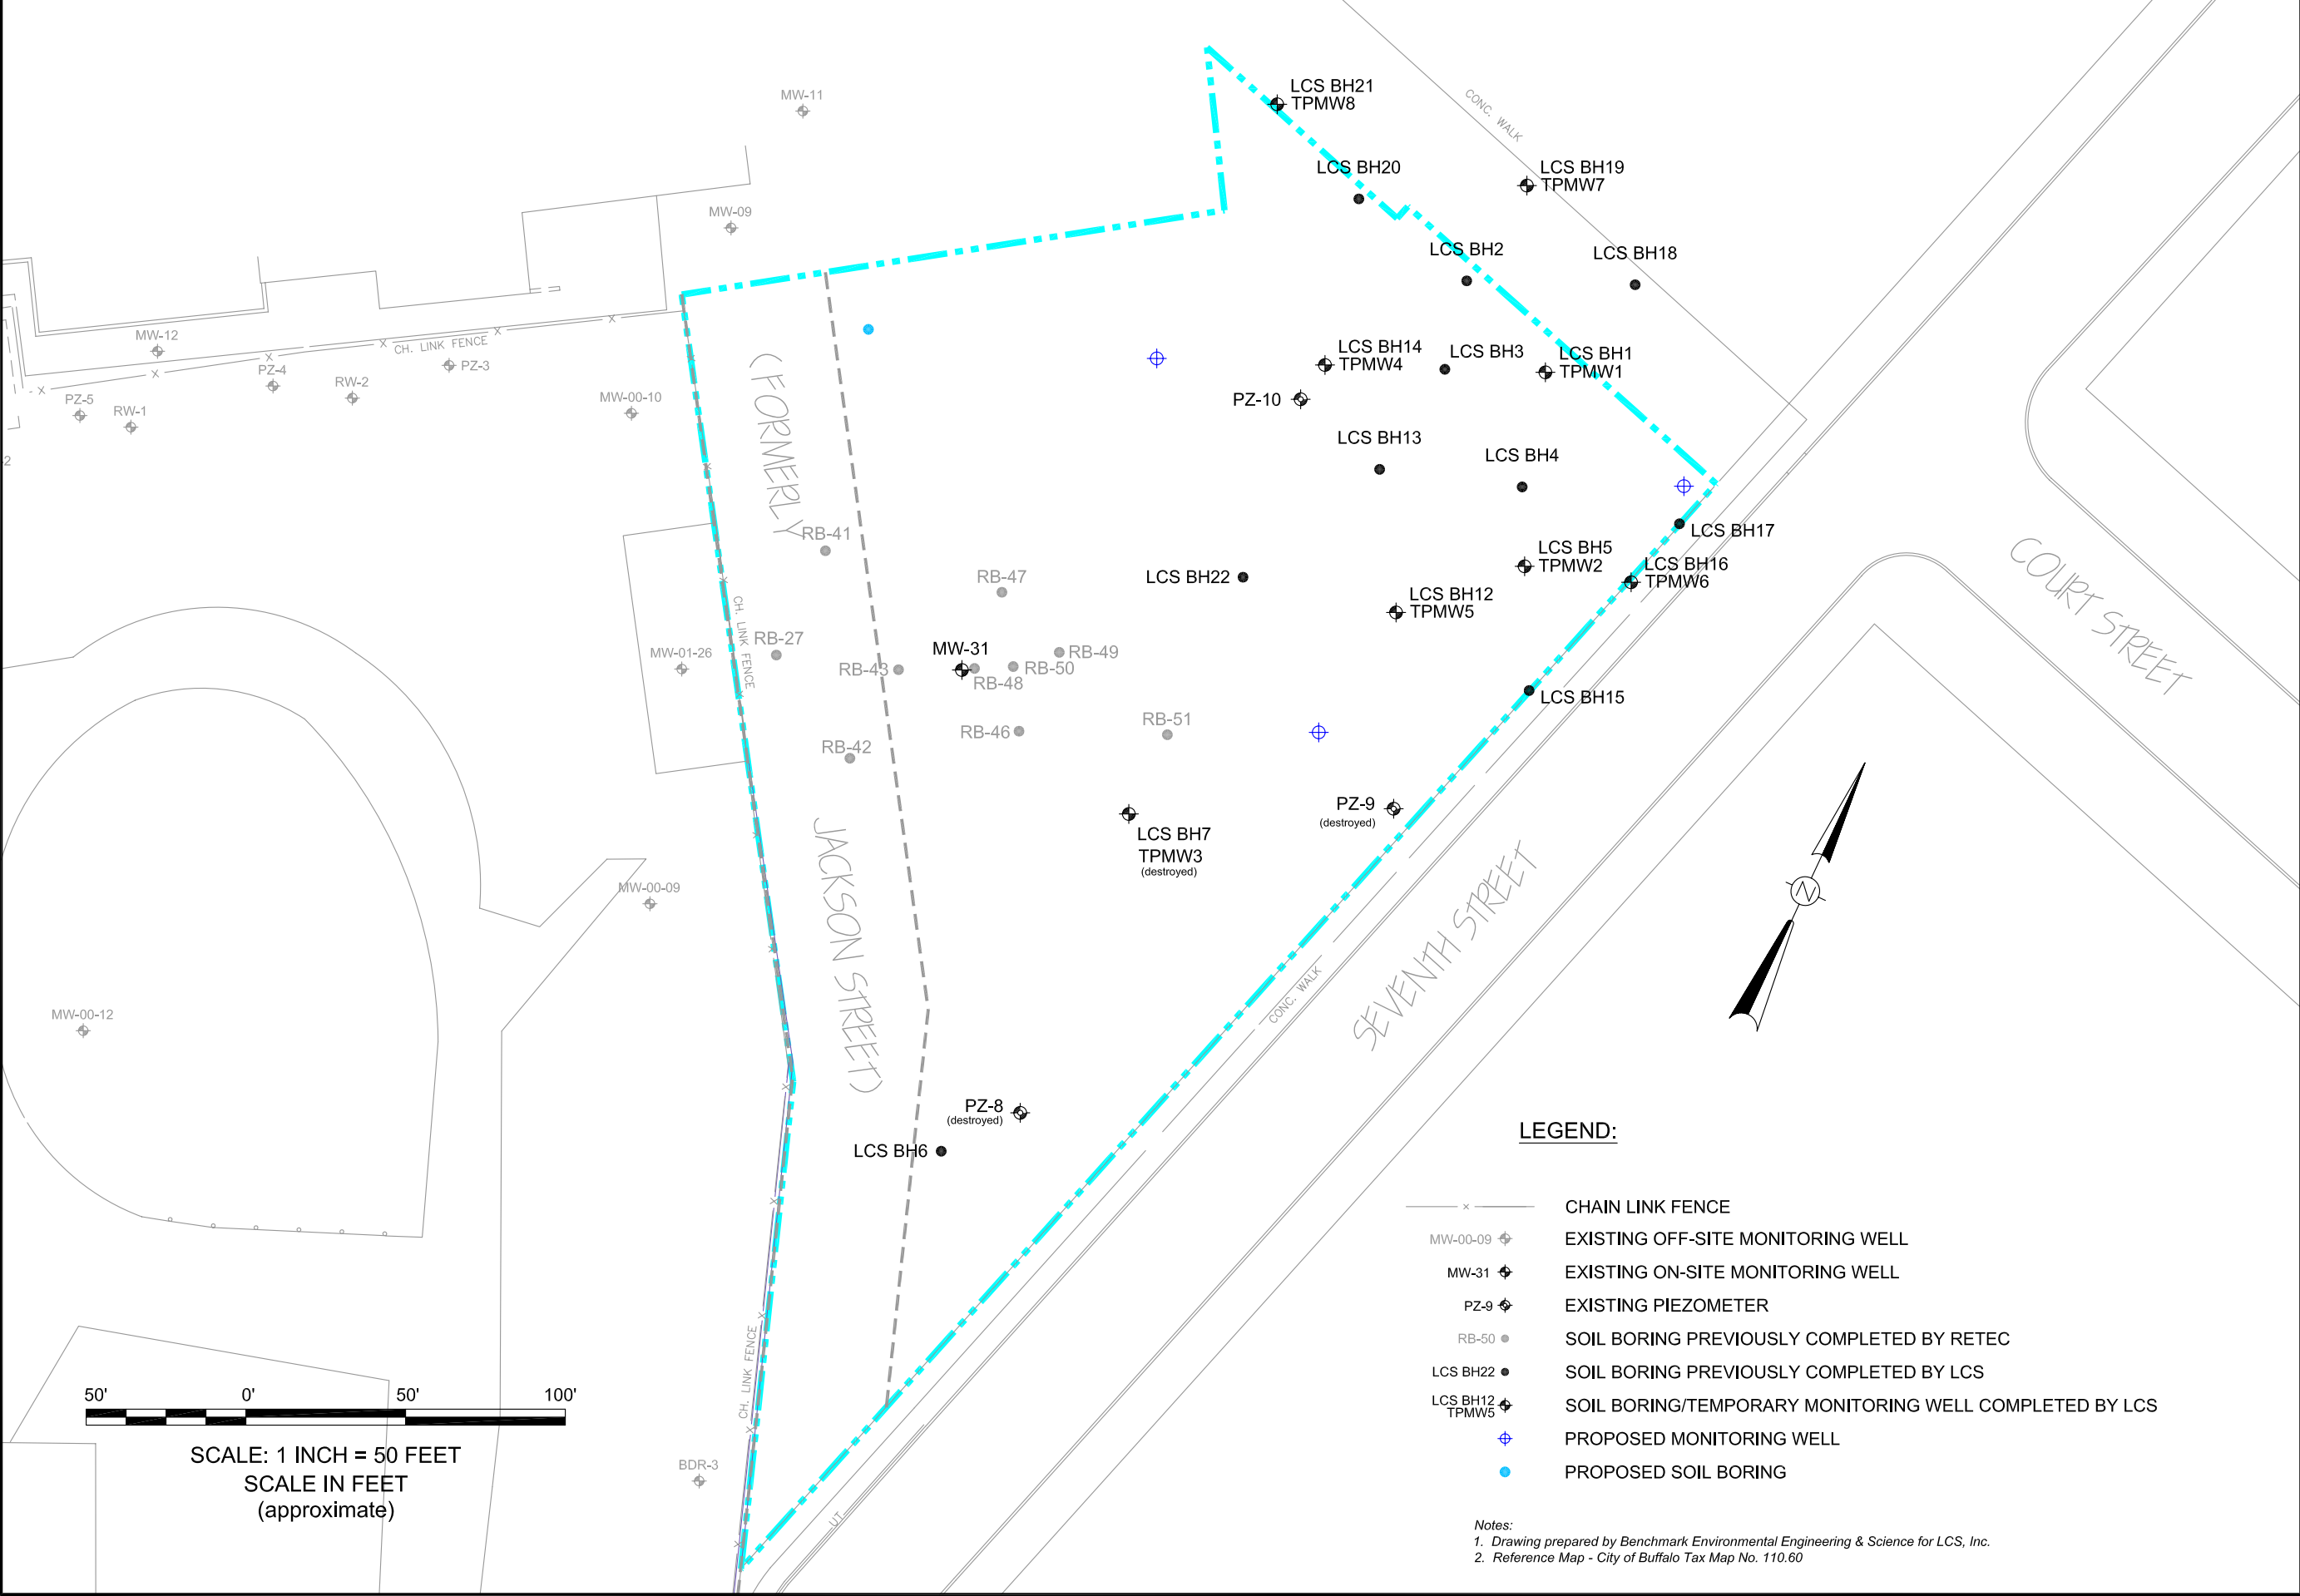 MW-11
LCS BH21
TPMW8
CONC. WALK
LCS BH20
LCS BH19
TPMW7
MW-09
LCS BH2
LCS BH18
MW-12
CH. LINK FENCE
PZ-3
PZ-4
RW-2
PZ-5
RW-1
MW-00-10
(FORMERLY
LCS BH14
TPMW4
LCS BH3
LCS BH1
TPMW1
PZ-10
LCS BH13
LCS BH4
2
RB-41
LCS BH17
RB-47
LCS BH22
LCS BH5
TPMW2
LCS BH16
TPMW6
COURT STREET
LCS BH12
TPMW5
CH. LINK FENCE
RB-27
MW-01-26
MW-31
RB-43
RB-48
RB-50
RB-49
LCS BH15
RB-46
RB-51
RB-42
PZ-9
(destroyed)
LCS BH7
TPMW3
(destroyed)
JACKSON STREET)
MW-00-09
SEVENTH STREET
CONC. WALK
N
MW-00-12
PZ-8
(destroyed)
LCS BH6
CH. LINK FENCE
BDR-3
UT.
50' 0' 50' 100'
SCALE: 1 INCH = 50 FEET
SCALE IN FEET
(approximate)
LEGEND:
x CHAIN LINK FENCE
MW-00-09 EXISTING OFF-SITE MONITORING WELL
MW-31 EXISTING ON-SITE MONITORING WELL
PZ-9 EXISTING PIEZOMETER
RB-50 SOIL BORING PREVIOUSLY COMPLETED BY RETEC
LCS BH22 SOIL BORING PREVIOUSLY COMPLETED BY LCS
LCS BH12
TPMW5 SOIL BORING/TEMPORARY MONITORING WELL COMPLETED BY LCS
PROPOSED MONITORING WELL
PROPOSED SOIL BORING
Notes:
1. Drawing prepared by Benchmark Environmental Engineering & Science for LCS, Inc.
2. Reference Map - City of Buffalo Tax Map No. 110.60